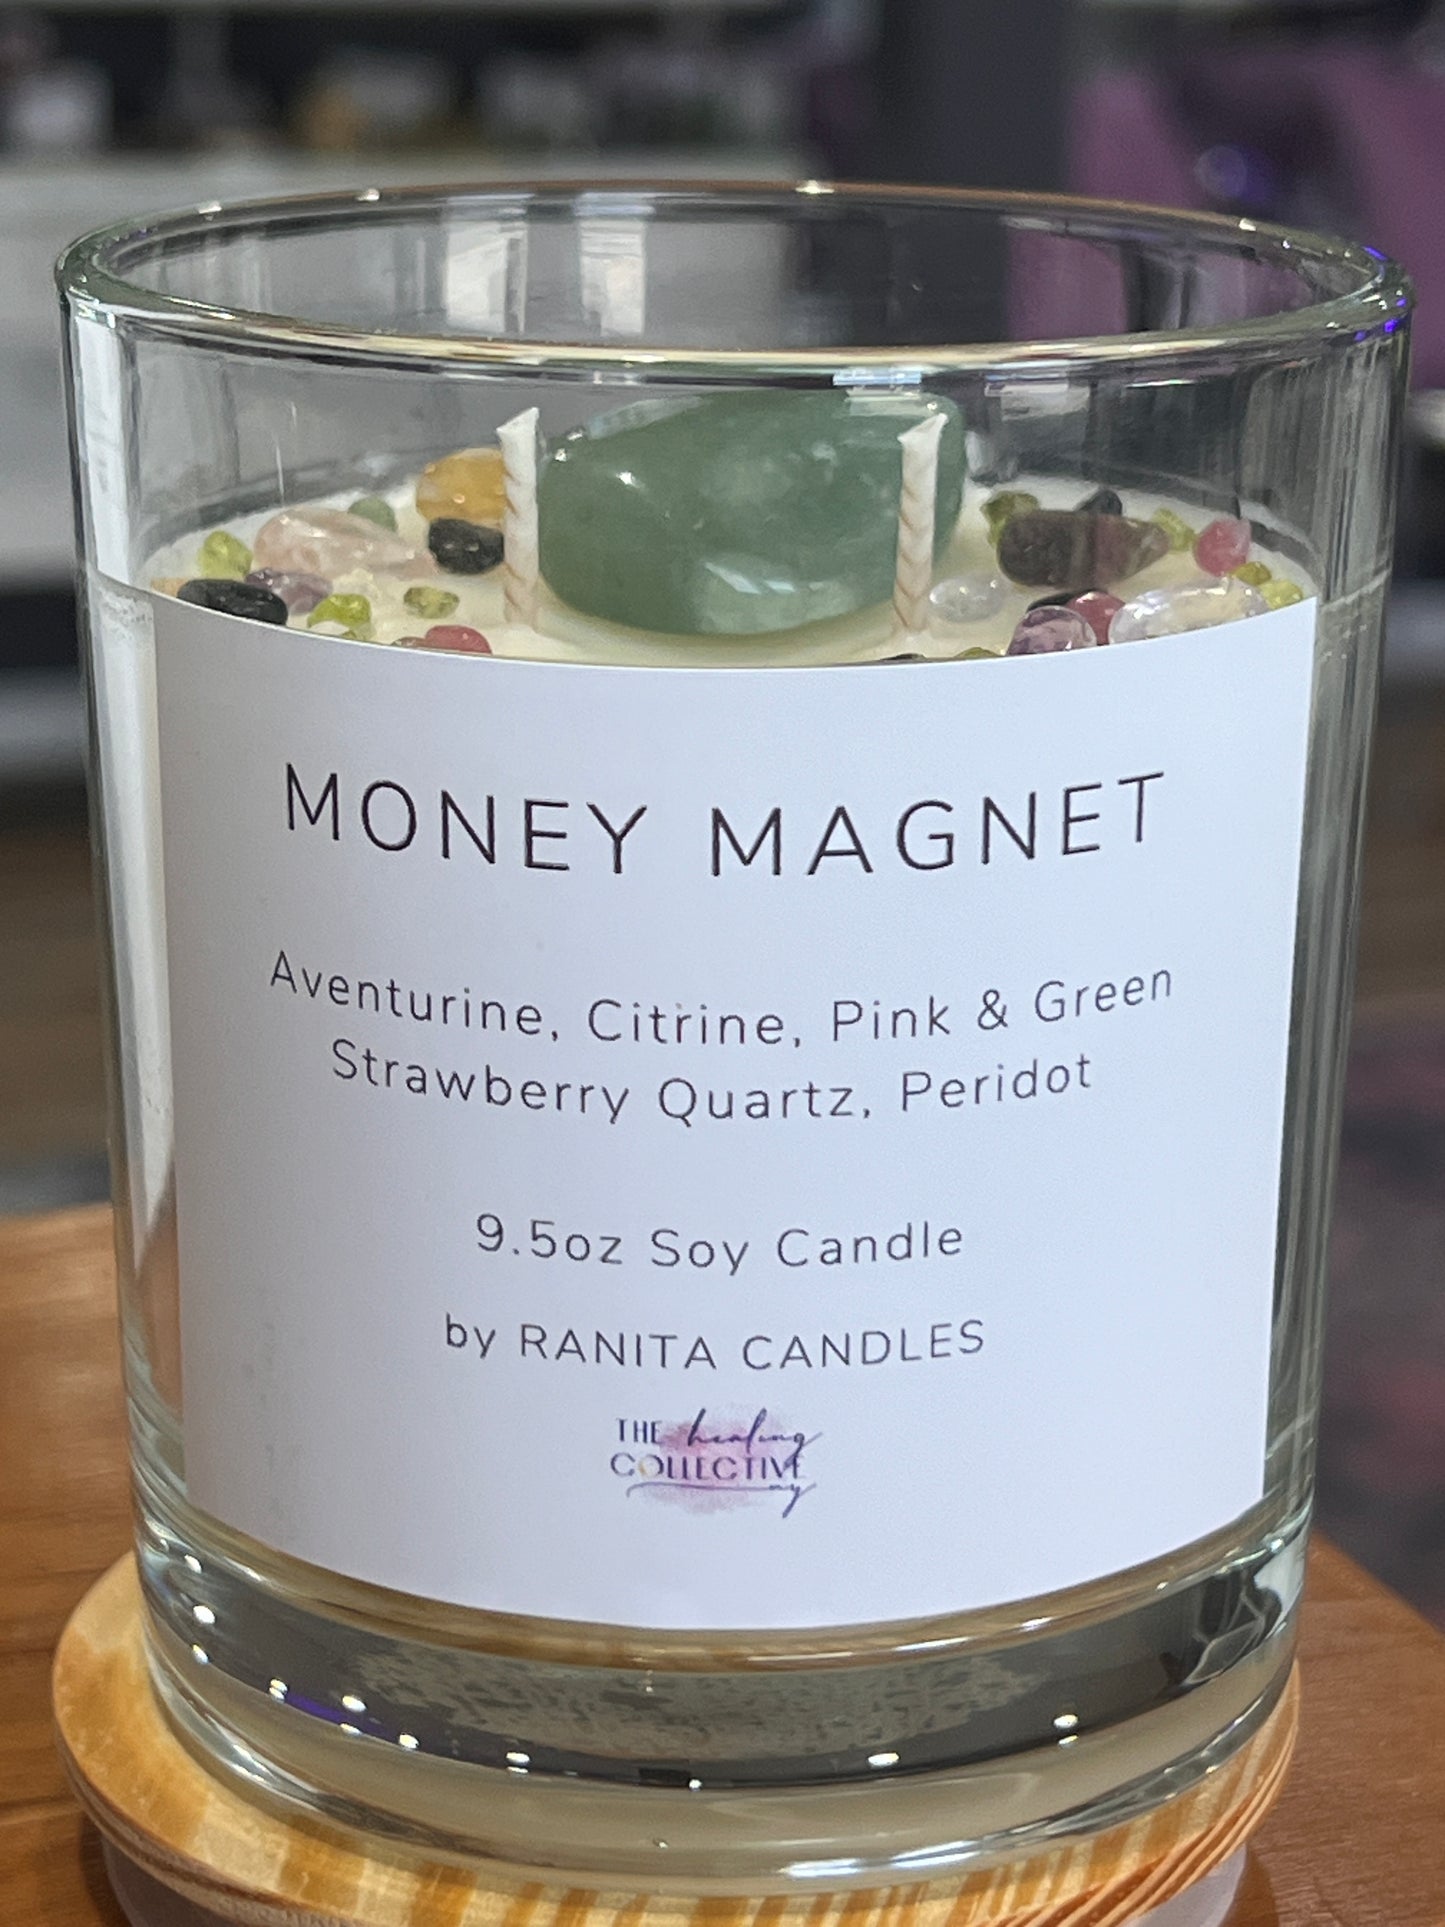 MONEY MAGNET
Aventurine, Citrine, Pink & Green
Strawberry Quartz, Peridot
9.5oz Soy Candle
by RANITA CANDLES
THE healing
COLLECTIVE
ny